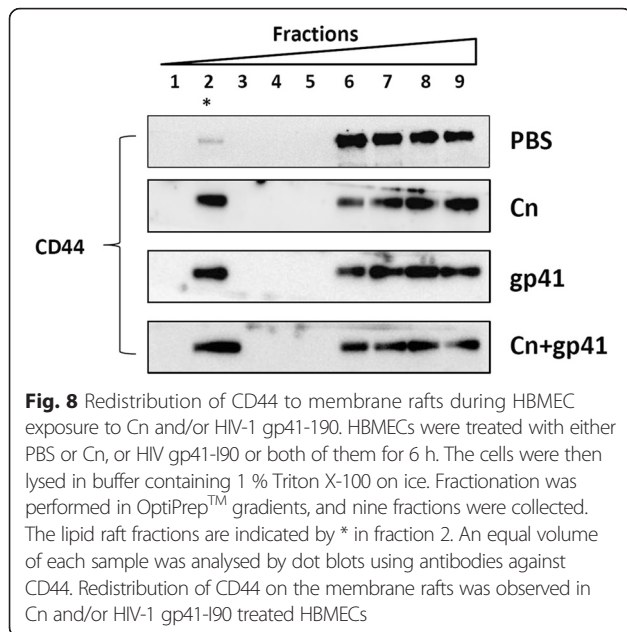 Fractions
1 2 3 4 5 6 7 8 9
*
PBS
Cn
CD44
gp41
Cn+gp41
Fig. 8 Redistribution of CD44 to membrane rafts during HBMEC
exposure to Cn and/or HIV-1 gp41-190. HBMECs were treated with either
PBS or Cn, or HIV gp41-I90 or both of them for 6 h. The cells were then
lysed in buffer containing 1 % Triton X-100 on ice. Fractionation was
performed in OptiPrep™ gradients, and nine fractions were collected.
The lipid raft fractions are indicated by * in fraction 2. An equal volume
of each sample was analysed by dot blots using antibodies against
CD44. Redistribution of CD44 on the membrane rafts was observed in
Cn and/or HIV-1 gp41-I90 treated HBMECs